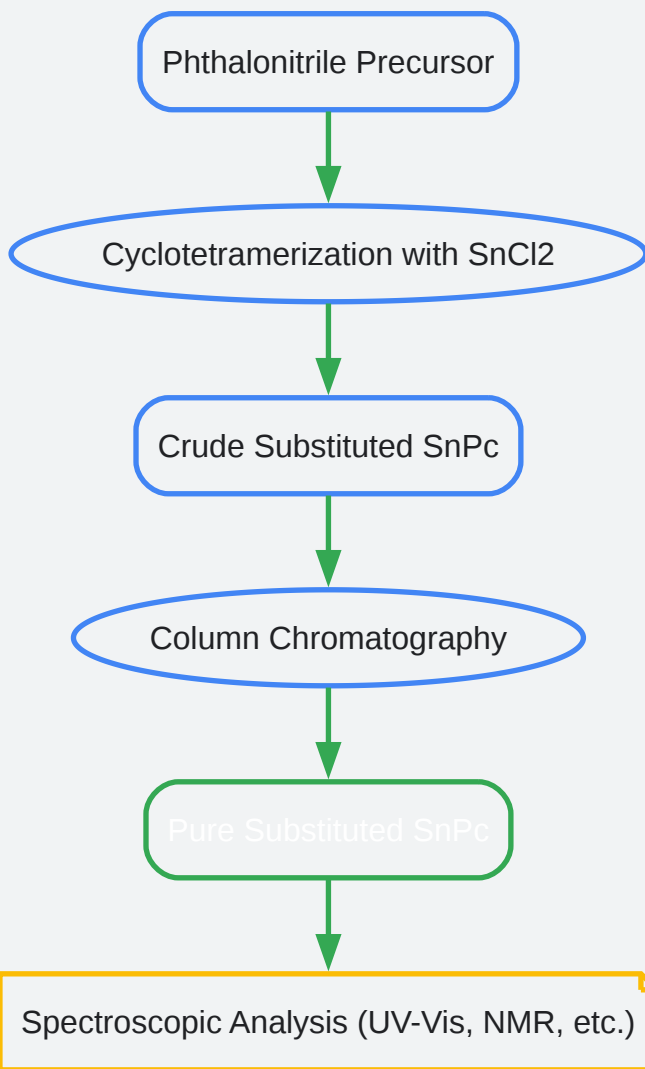 Phthalonitrile Precursor
Cyclotetramerization with SnCl2
Crude Substituted SnPc
Column Chromatography
Pure Substituted SnPc
Spectroscopic Analysis (UV-Vis, NMR, etc.)